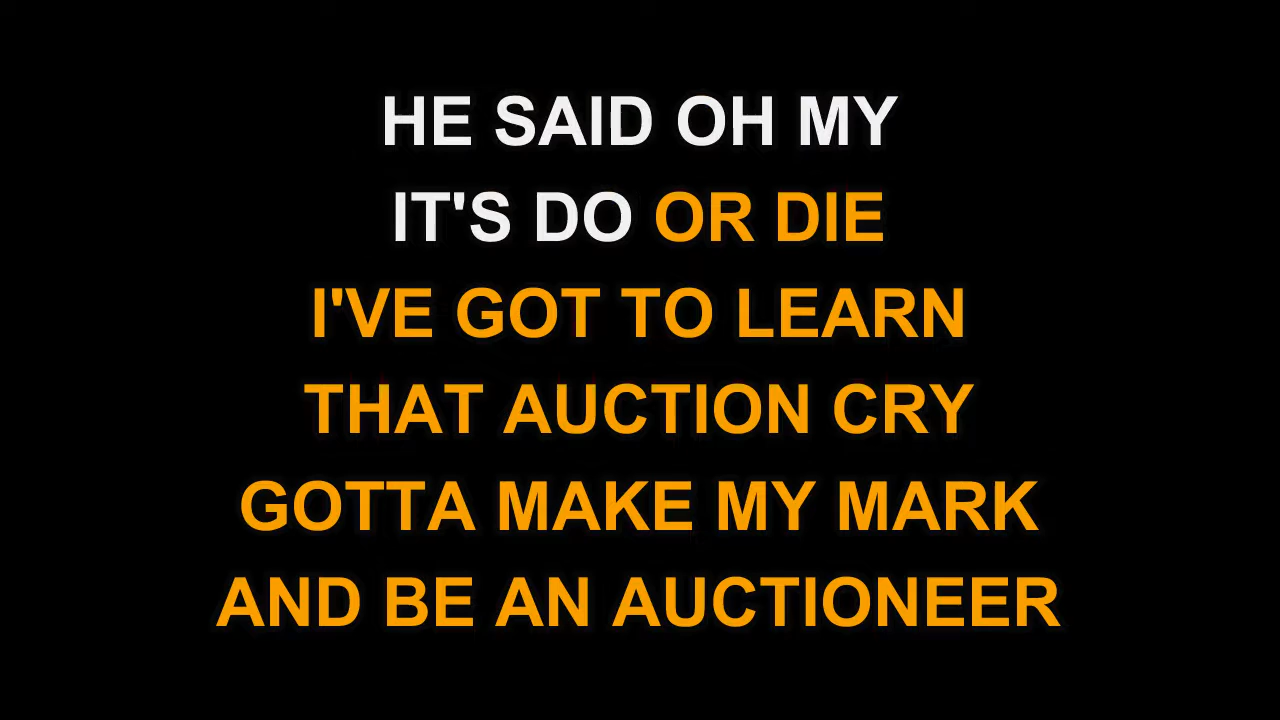 HE SAID OH MY
IT'S DO OR DIE
I'VE GOT TO LEARN
THAT AUCTION CRY
GOTTA MAKE MY MARK
AND BE AN AUCTIONEER